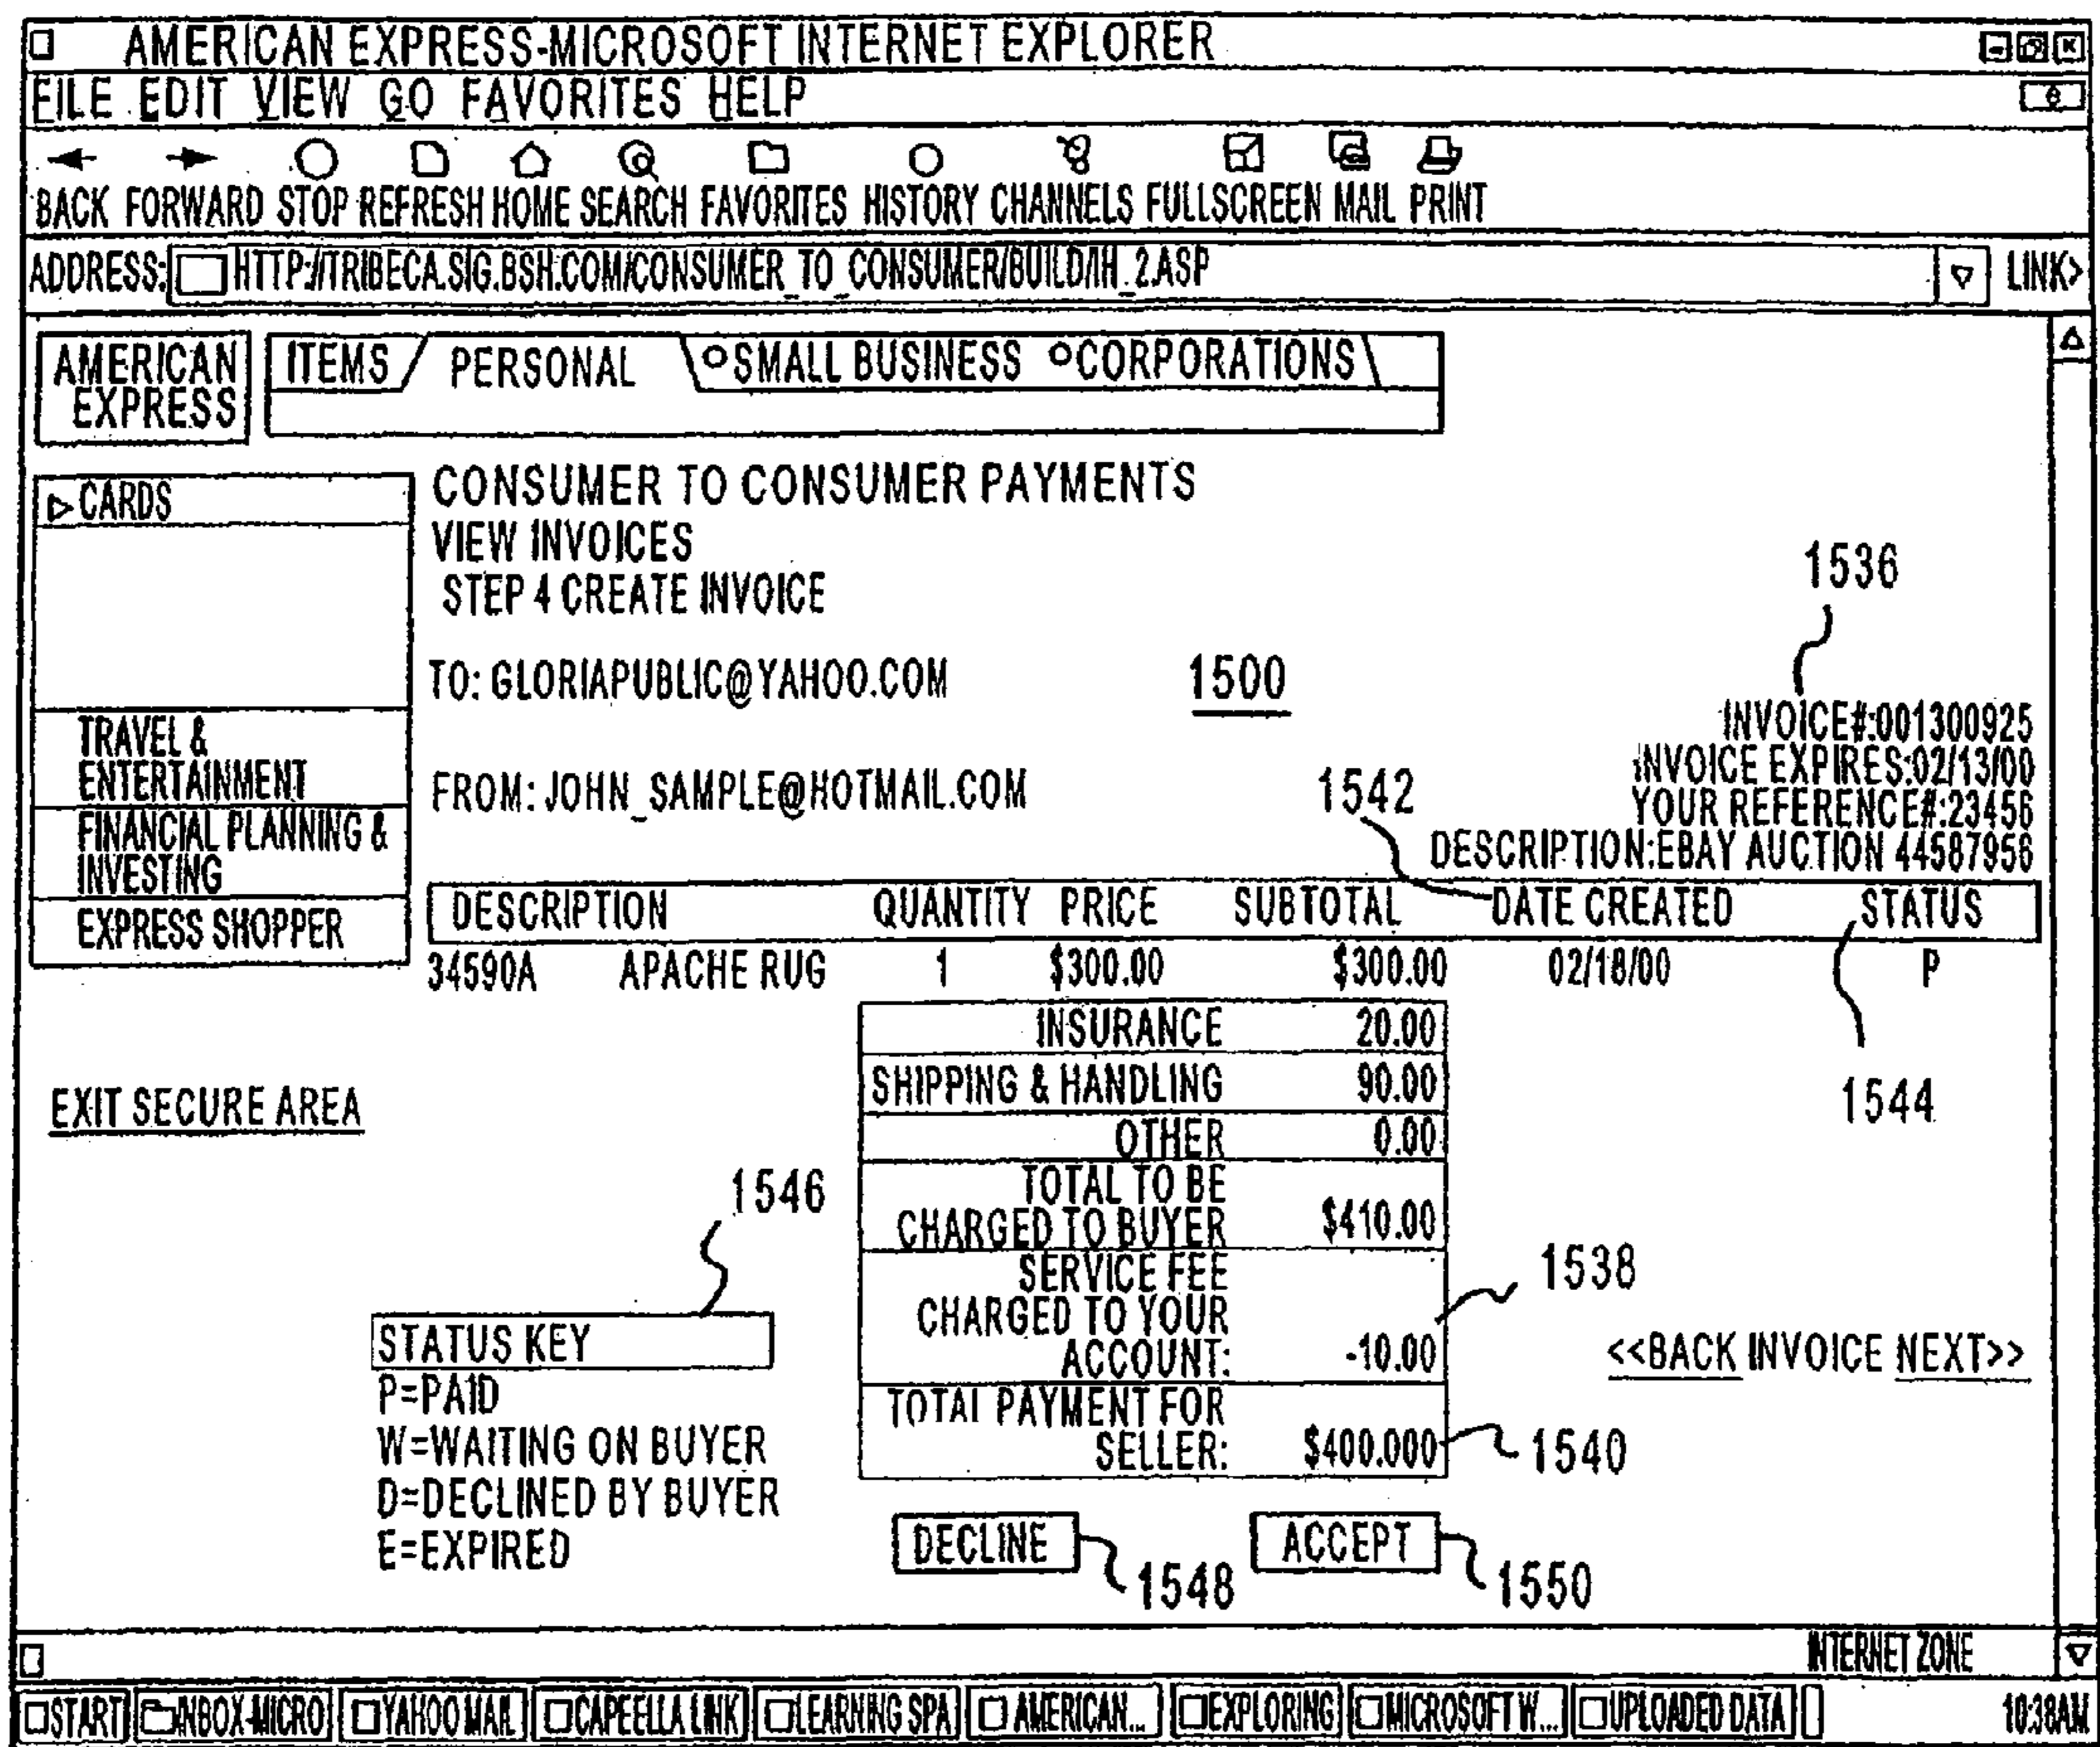 AMERICAN EXPRESS-MICROSOFT INTERNET EXPLORER
FILE EDIT VIEW GO FAVORITES HELP
BACK FORWARD STOP REFRESH HOME SEARCH FAVORITES HISTORY CHANNELS FULLSCREEN MAIL PRINT
ADDRESS: HTTP://TRIBECA.SIG.BSH.COM/CONSUMER_TO_CONSUMER/BUILD/IH_2.ASP LINK>
AMERICAN EXPRESS
ITEMS PERSONAL SMALL BUSINESS CORPORATIONS
CARDS
TRAVEL &
ENTERTAINMENT
FINANCIAL PLANNING &
INVESTING
EXPRESS SHOPPER
EXIT SECURE AREA
CONSUMER TO CONSUMER PAYMENTS
VIEW INVOICES
STEP 4 CREATE INVOICE
TO: GLORIAPUBLIC@YAHOO.COM
1500
FROM: JOHN_SAMPLE@HOTMAIL.COM
1536
INVOICE#:001300925
INVOICE EXPIRES:02/13/00
YOUR REFERENCE#:23456
DESCRIPTION:EBAY AUCTION 44587956
1542
DESCRIPTION QUANTITY PRICE SUBTOTAL DATE CREATED STATUS
34590A APACHE RUG 1 $300.00 $300.00 02/18/00 P
1544
INSURANCE 20.00
SHIPPING & HANDLING 90.00
OTHER 0.00
TOTAL TO BE
CHARGED TO BUYER $410.00
SERVICE FEE
CHARGED TO YOUR
ACCOUNT: -10.00
1538
TOTAL PAYMENT FOR
SELLER: $400.000
1540
1546
STATUS KEY
P=PAID
W=WAITING ON BUYER
D=DECLINED BY BUYER
E=EXPIRED
<<BACK INVOICE NEXT>>
DECLINE 1548
ACCEPT 1550
INTERNET ZONE
START INBOX-MICRO YAHOO MAIL CAPEELLA LINK LEARNING SPA AMERICAN... EXPLORING MICROSOFT W... UPLOADED DATA 10:38AM